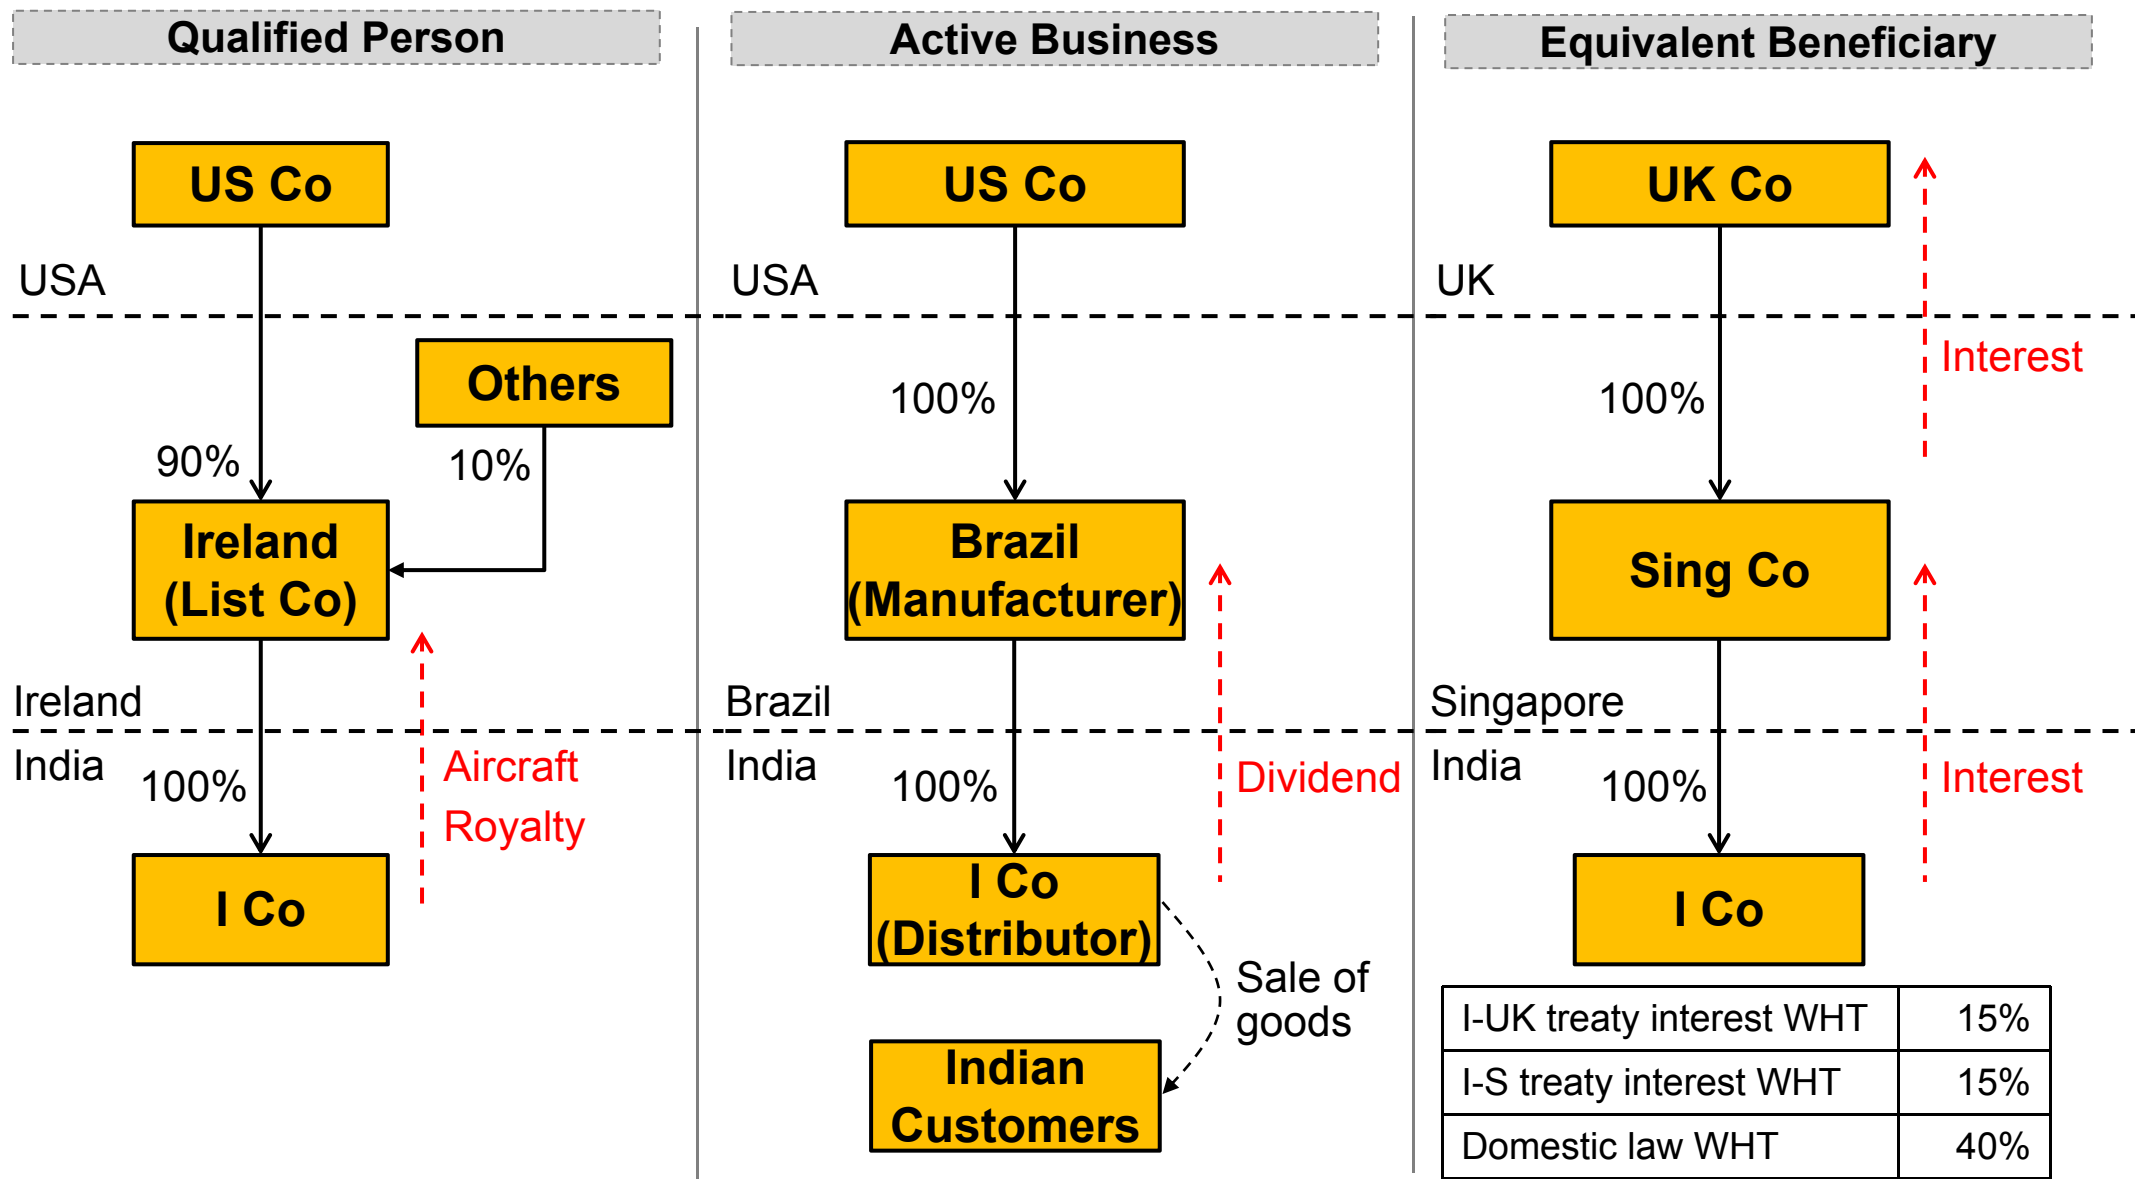 Qualified Person
US Co
USA
Others
90%
10%
Ireland
(List Co)
Ireland
India
100%
Aircraft
Royalty
I Co
Active Business
US Co
USA
100%
Brazil
(Manufacturer)
Brazil
India
100%
Dividend
I Co
(Distributor)
Sale of
goods
Indian
Customers
Equivalent Beneficiary
UK Co
UK
Interest
100%
Sing Co
Singapore
India
100%
Interest
I Co
I-UK treaty interest WHT 15%
I-S treaty interest WHT 15%
Domestic law WHT 40%